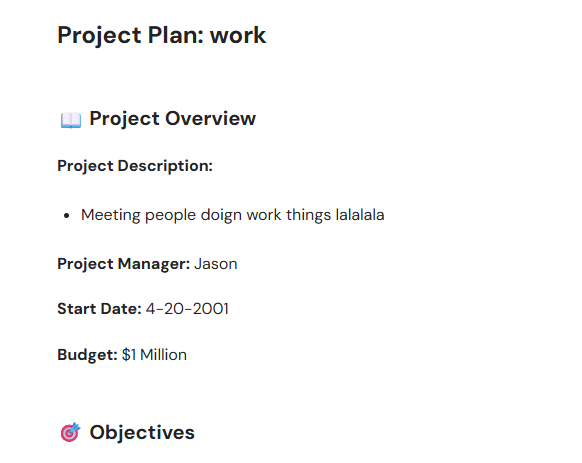 Project Plan: work
📖 Project Overview
Project Description:
• Meeting people doign work things lalalala
Project Manager: Jason
Start Date: 4-20-2001
Budget: $1 Million
🎯 Objectives